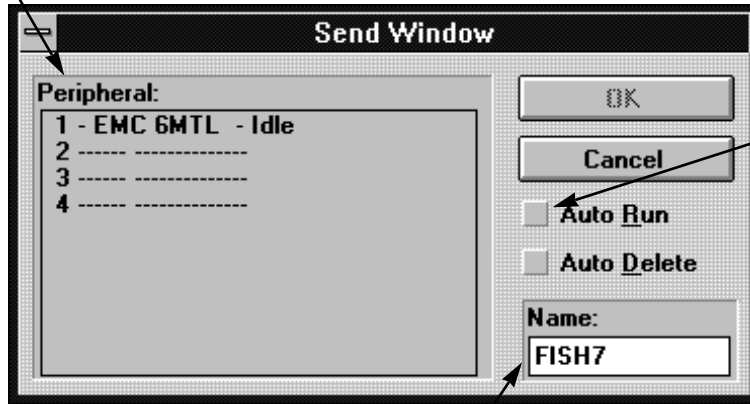 Send Window
Peripheral:
1 - EMC 6MTL - Idle
2 ------ -------------
3 ------ -------------
4 ------ -------------
OK
Cancel
Auto Run
Auto Delete
Name:
FISH7